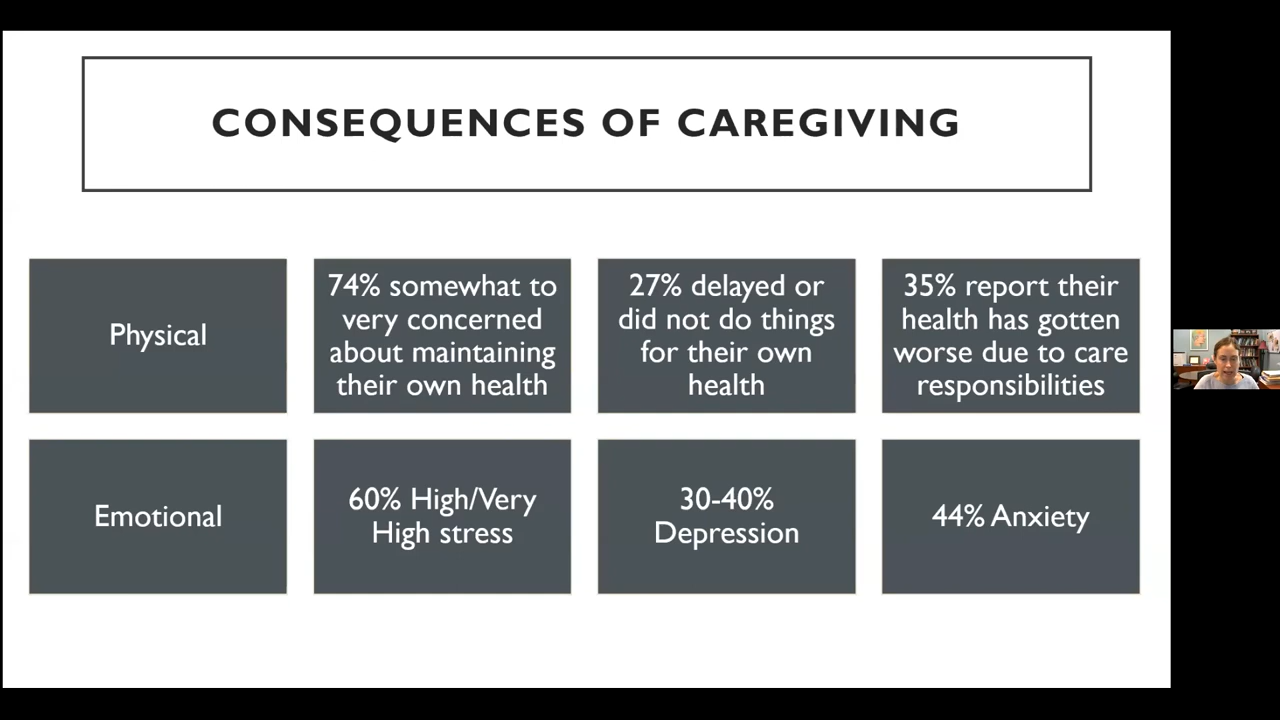 CONSEQUENCES OF CAREGIVING
Physical
74% somewhat to
very concerned
about maintaining
their own health
27% delayed or
did not do things
for their own
health
35% report their
health has gotten
worse due to care
responsibilities
Emotional
60% High/Very
High stress
30-40%
Depression
44% Anxiety